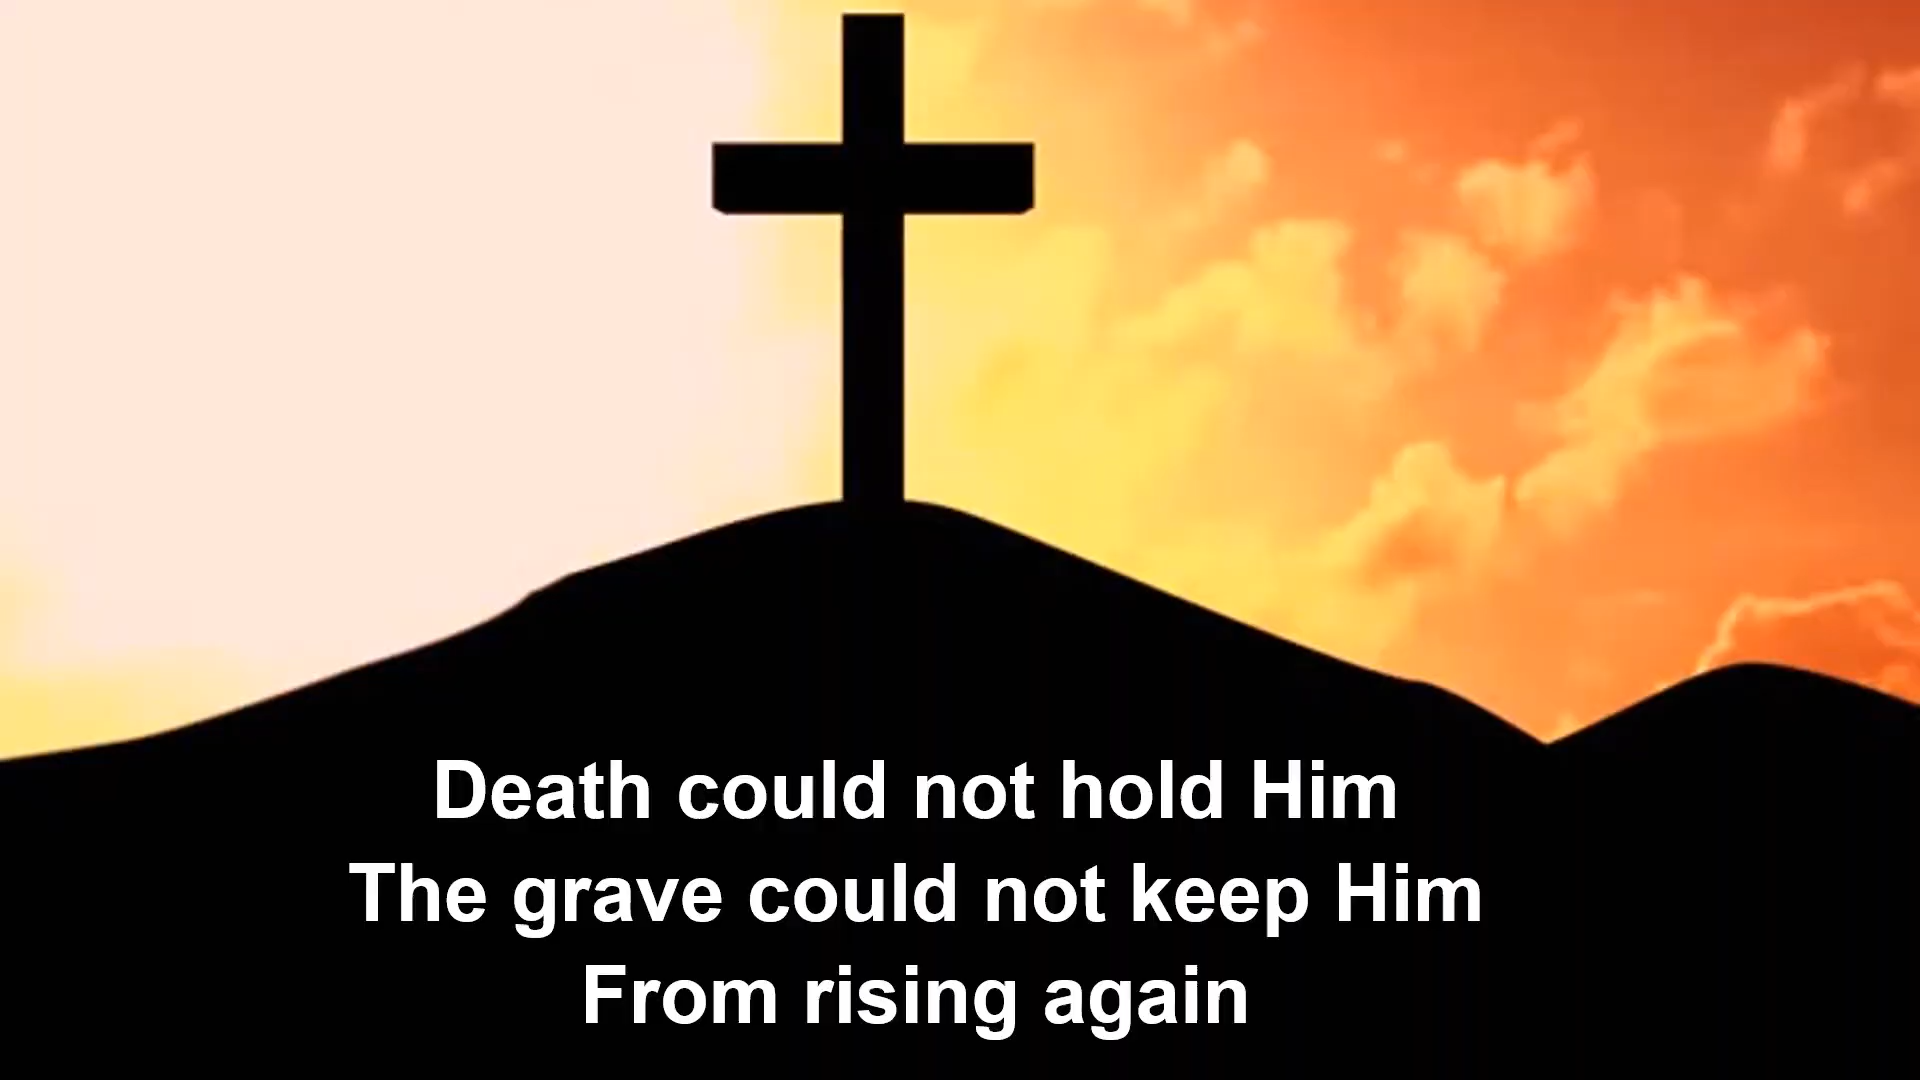 Death could not hold Him
The grave could not keep Him
From rising again